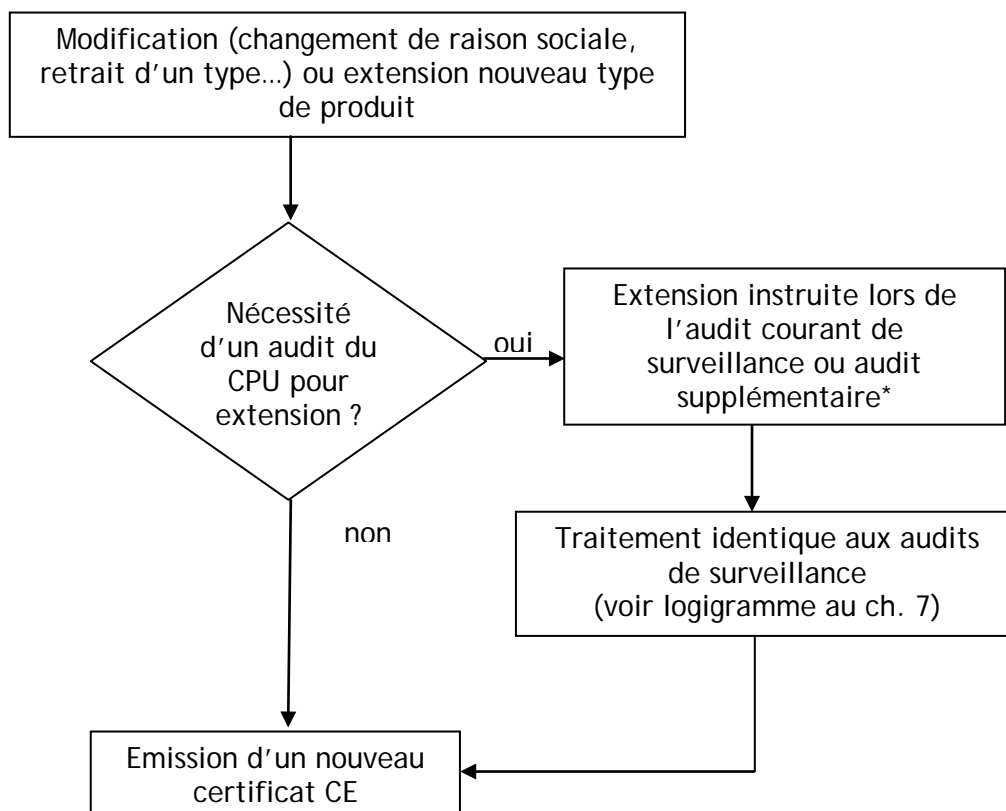 Modification (changement de raison sociale,
retrait d'un type…) ou extension nouveau type
de produit
Nécessité
d'un audit du
CPU pour
extension ?
oui
Extension instruite lors de
l'audit courant de
surveillance ou audit
supplémentaire*
non
Traitement identique aux audits
de surveillance
(voir logigramme au ch. 7)
Emission d'un nouveau
certificat CE